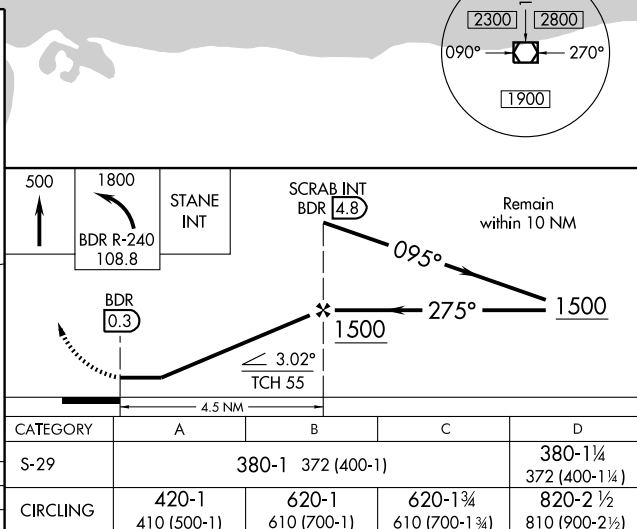 2300 2800
090° 270°
1900
500 1800 STANE INT
BDR R-240
108.8
SCRAB INT
BDR 4.8
Remain
within 10 NM
095°
BDR
0.3
275° 1500
1500
3.02°
TCH 55
4.5 NM
CATEGORY A B C D
S-29 380-1 372 (400-1) 380-1¼
372 (400-1¼)
CIRCLING 420-1 620-1 620-1¾ 820-2½
410 (500-1) 610 (700-1) 610 (700-1¾) 810 (900-2½)